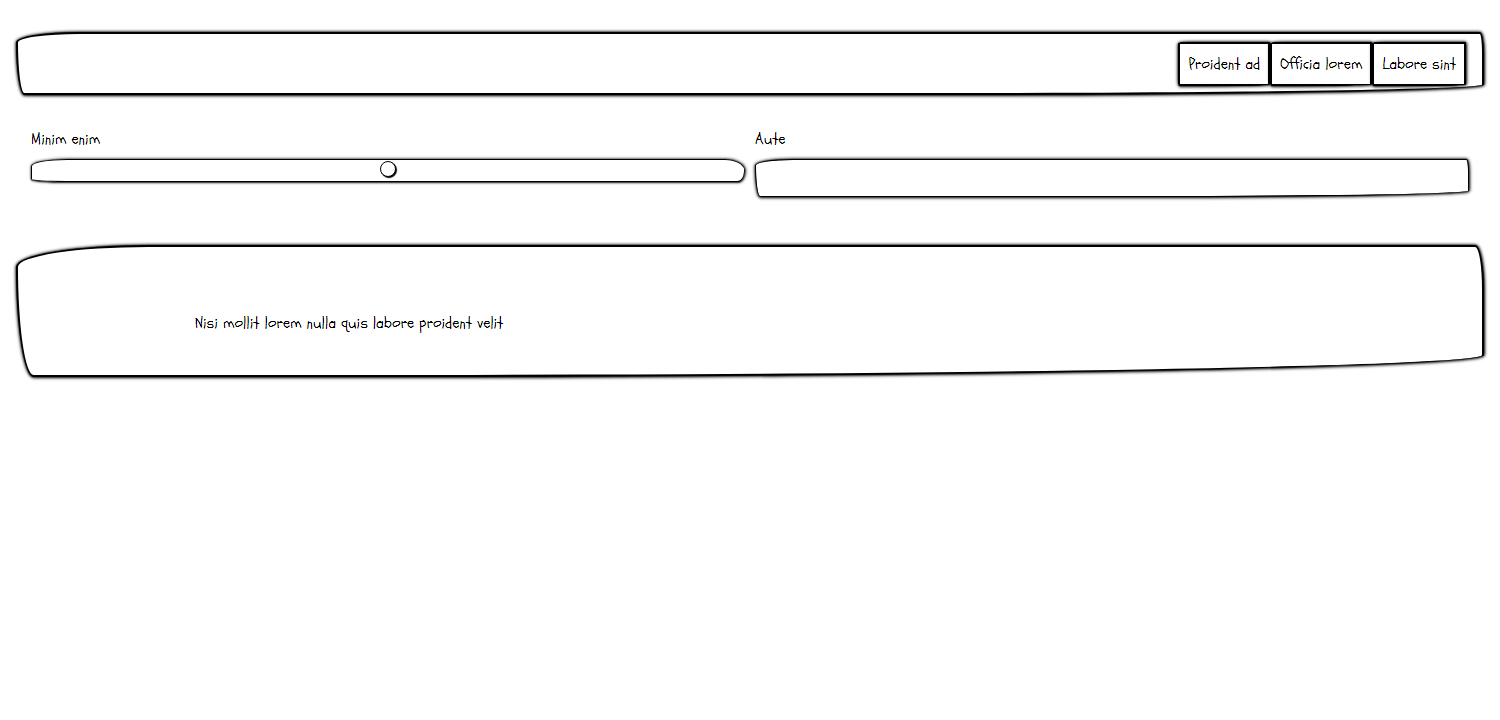 Proident ad Officia lorem Labore sint
Minim enim Aute
Nisi mollit lorem nulla quis labore proident velit